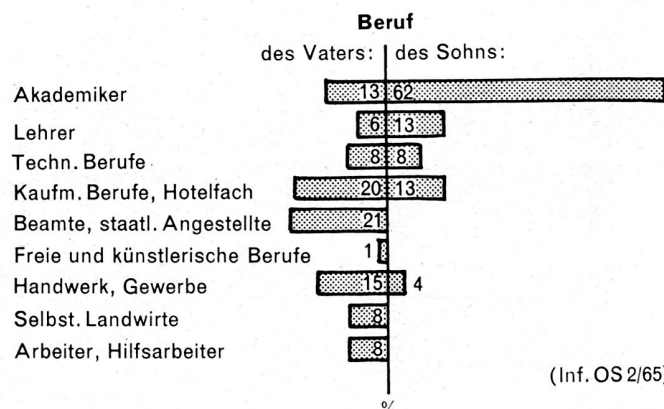 Beruf
des Vaters: des Sohns:
Akademiker 13 62
Lehrer 6 13
Techn. Berufe 8 8
Kaufm. Berufe, Hotelfach 20 13
Beamte, staatl. Angestellte 21
Freie und künstlerische Berufe 1
Handwerk, Gewerbe 15 4
Selbst. Landwirte 8
Arbeiter, Hilfsarbeiter 8
(Inf. OS 2/65)
%